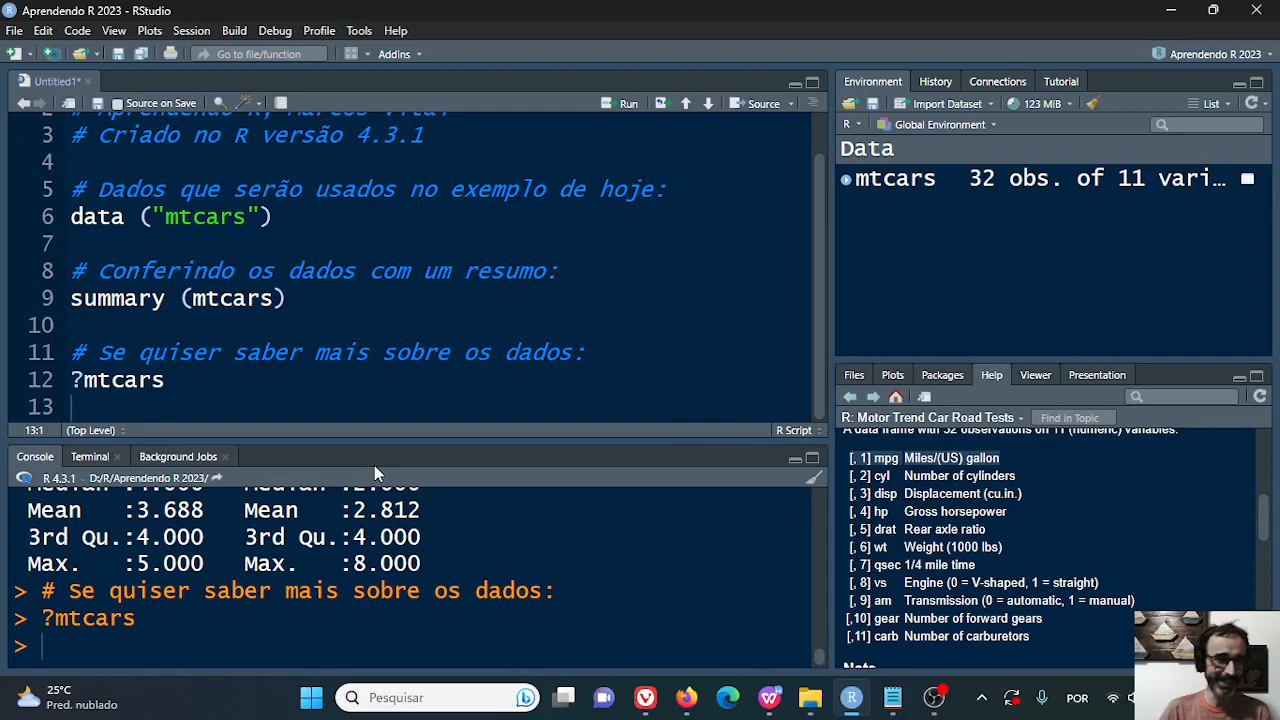 Aprendendo R 2023 - RStudio
File Edit Code View Plots Session Build Debug Profile Tools Help
Go to file/function
Addins
Aprendendo R 2023
Untitled1*
Source on Save
Run
Source
3 # Criado no R versão 4.3.1
4
5 # Dados que serão usados no exemplo de hoje:
6 data ("mtcars")
7
8 # Conferindo os dados com um resumo:
9 summary (mtcars)
10
11 # Se quiser saber mais sobre os dados:
12 ?mtcars
13
13:1 (Top Level) R Script
Console Terminal Background Jobs
R 4.3.1 · D:/R/Aprendendo R 2023/
Mean :3.688 Mean :2.812
3rd Qu.:4.000 3rd Qu.:4.000
Max. :5.000 Max. :8.000
> # Se quiser saber mais sobre os dados:
> ?mtcars
>
Environment History Connections Tutorial
Import Dataset 123 MiB List
R Global Environment
Data
mtcars 32 obs. of 11 vari...
Files Plots Packages Help Viewer Presentation
R: Motor Trend Car Road Tests Find in Topic
A data frame with 32 observations on 11 (numeric) variables.
[, 1] mpg Miles/(US) gallon
[, 2] cyl Number of cylinders
[, 3] disp Displacement (cu.in.)
[, 4] hp Gross horsepower
[, 5] drat Rear axle ratio
[, 6] wt Weight (1000 lbs)
[, 7] qsec 1/4 mile time
[, 8] vs Engine (0 = V-shaped, 1 = straight)
[, 9] am Transmission (0 = automatic, 1 = manual)
[,10] gear Number of forward gears
[,11] carb Number of carburetors
25°C
Pred. nublado
Pesquisar
POR